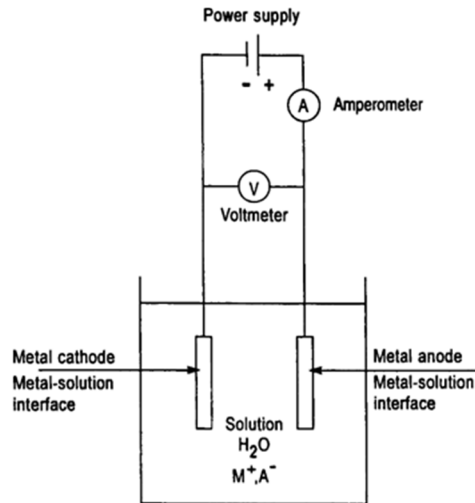 Power supply
- +
A
Amperometer
V
Voltmeter
Metal cathode
Metal-solution
interface
Metal anode
Metal-solution
interface
Solution
H₂O
M⁺,A⁻